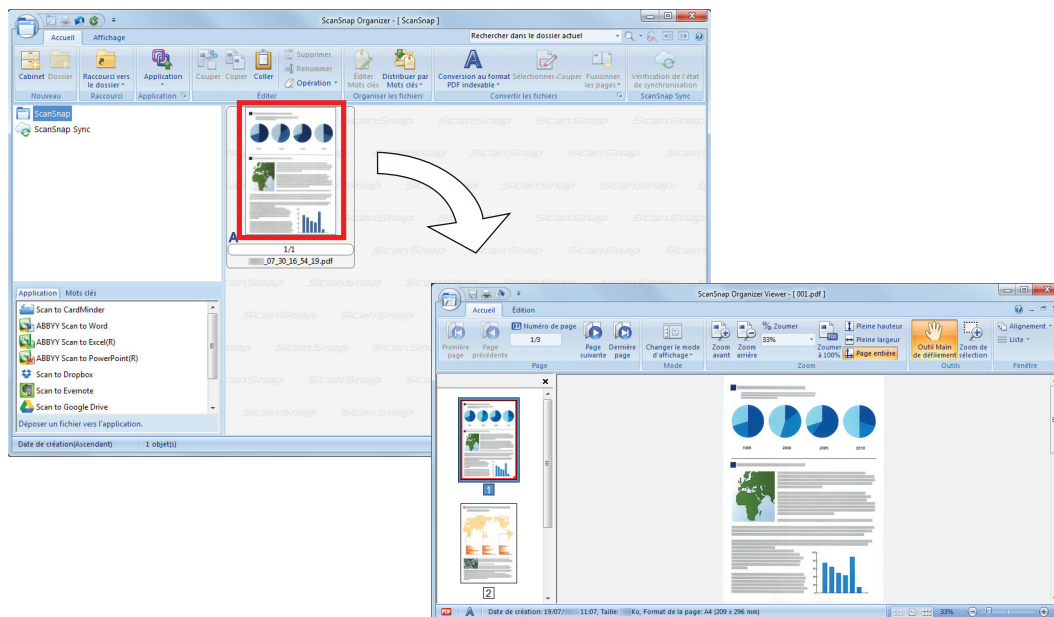 ScanSnap Organizer - [ ScanSnap ]
Accueil Affichage
Rechercher dans le dossier actuel
Cabinet Dossier
Nouveau
Raccourci vers
le dossier
Raccourci
Application
Application
Couper Copier Coller
Supprimer
Renommer
Opération
Éditer
Éditer
Mots clés
Distribuer par
Mots clés
Organiser les fichiers
Conversion au format
PDF indexable
Sélectionner-Couper
Fusionner
les pages
Convertir les fichiers
Vérification de l'état
de synchronisation
ScanSnap Sync
ScanSnap
ScanSnap Sync
A
1/1
_07_30_16_54_19.pdf
Application Mots clés
Scan to CardMinder
ABBYY Scan to Word
ABBYY Scan to Excel(R)
ABBYY Scan to PowerPoint(R)
Scan to Dropbox
Scan to Evernote
Scan to Google Drive
Déposer un fichier vers l'application.
Date de création(Ascendant) 1 objet(s)
ScanSnap Organizer Viewer - [ 001.pdf ]
Accueil Édition
Première
page
Page
précédente
Numéro de page
1/3
Page
suivante
Dernière
page
Page
Changer le mode
d'affichage
Mode
Zoom
avant
Zoom
arrière
% Zoumer
33%
Zoumer
à 100%
Pleine hauteur
Pleine largeur
Page entière
Zoom
Outil Main
de défilement
Zoom de
sélection
Outils
Alignement
Liste
Fenêtre
1
2
1995 2000 2005 2010
PDF A Date de création: 19/07/ 11:07, Taille: Ko, Format de la page: A4 (209 x 296 mm)
33%